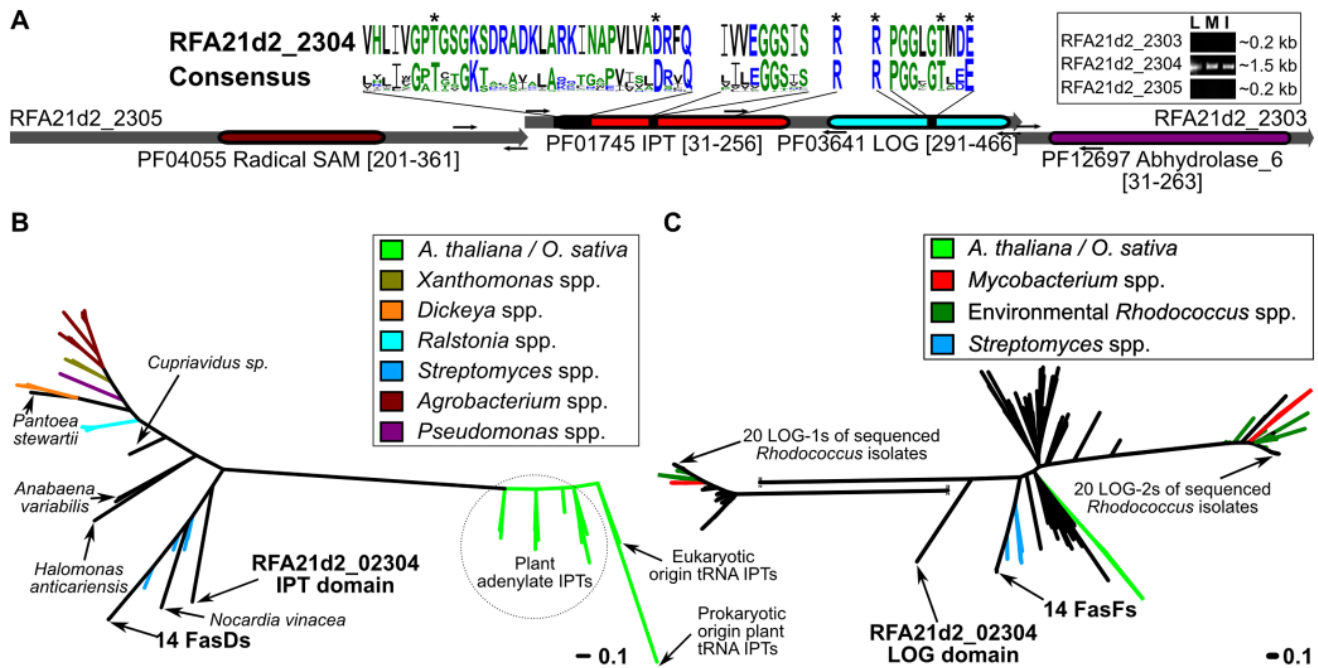 A
RFA21d2_2304
VHLIVGPTGSGKSDRADKLARKINAPVLVADRFQ IVVEGGSIS R R PGGLGTMDE
Consensus
* * * * * *
L M I
RFA21d2_2303 ~0.2 kb
RFA21d2_2304 ~1.5 kb
RFA21d2_2305 ~0.2 kb
RFA21d2_2305
RFA21d2_2303
PF04055 Radical SAM [201-361]
PF01745 IPT [31-256]
PF03641 LOG [291-466]
PF12697 Abhydrolase_6
[31-263]
B
A. thaliana / O. sativa
Xanthomonas spp.
Dickeya spp.
Ralstonia spp.
Streptomyces spp.
Agrobacterium spp.
Pseudomonas spp.
Cupriavidus sp.
Pantoea
stewartii
Anabaena
variabilis
Halomonas
anticariensis
RFA21d2_02304
IPT domain
Nocardia vinacea
14 FasDs
Plant
adenylate IPTs
Eukaryotic
origin tRNA IPTs
Prokaryotic
origin plant
tRNA IPTs
0.1
C
A. thaliana / O. sativa
Mycobacterium spp.
Environmental Rhodococcus spp.
Streptomyces spp.
20 LOG-1s of sequenced
Rhodococcus isolates
20 LOG-2s of sequenced
Rhodococcus isolates
14 FasFs
RFA21d2_02304
LOG domain
0.1